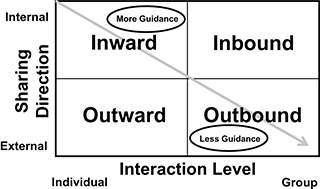 Internal
More Guidance
Inward
Inbound
Sharing
Direction
Outward
Outbound
Less Guidance
External
Interaction Level
Individual
Group